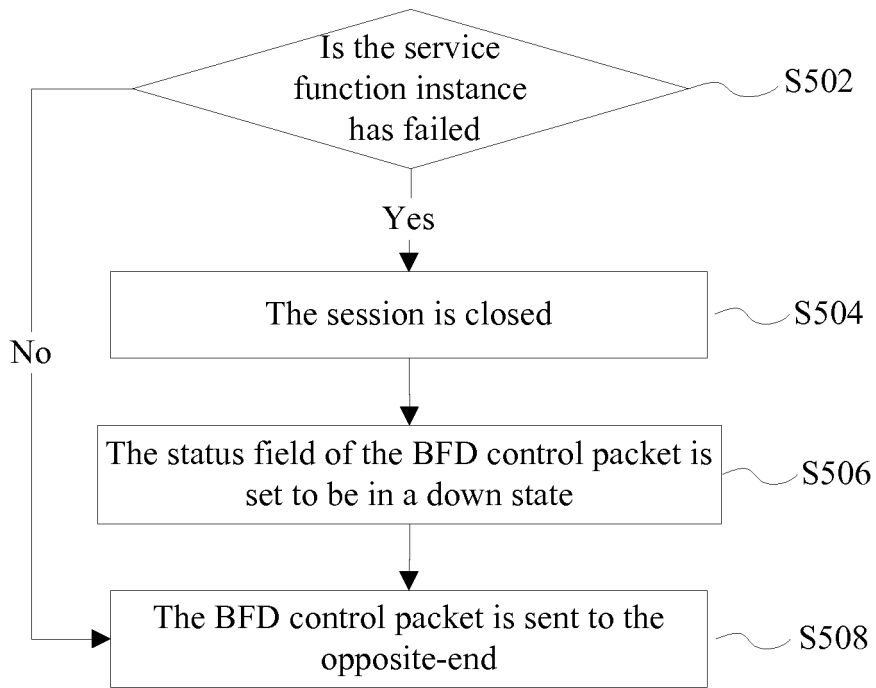 Is the service
function instance
has failed
S502
Yes
The session is closed
S504
No
The status field of the BFD control packet is
set to be in a down state
S506
The BFD control packet is sent to the
opposite-end
S508